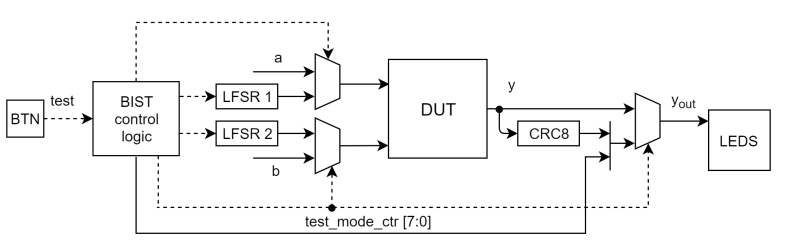 a
y
y_out
test
BTN
BIST
control
logic
LFSR 1
LFSR 2
b
DUT
CRC8
LEDS
test_mode_ctr [7:0]